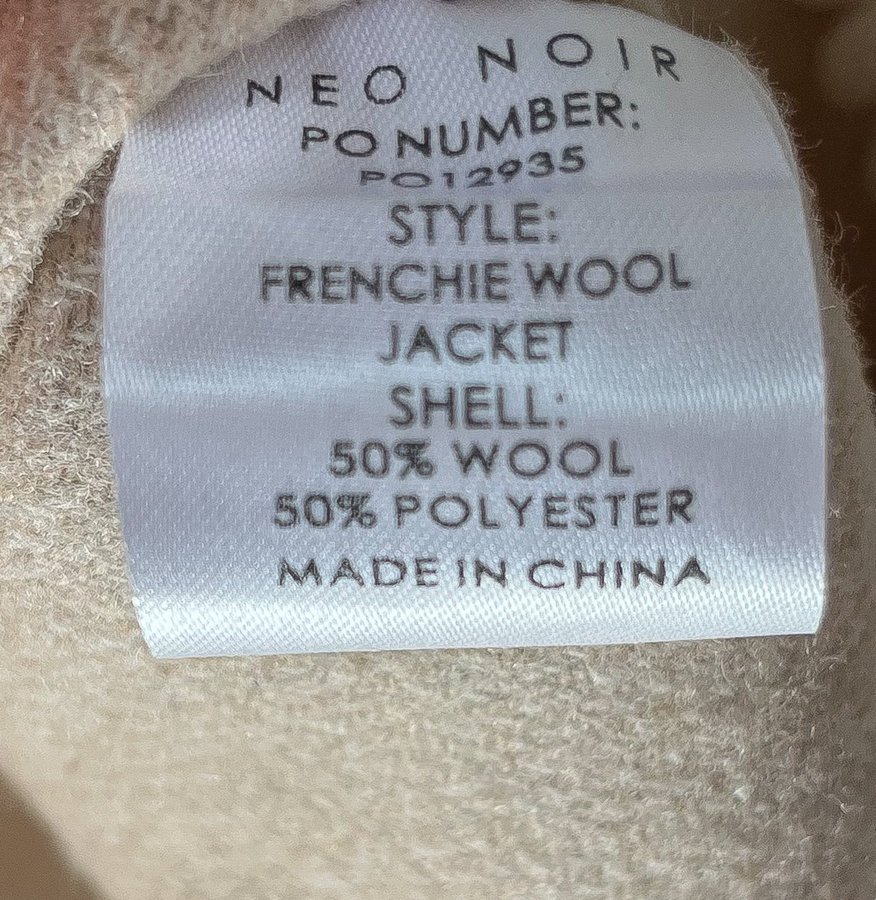 NEO NOIR
PO NUMBER:
PO12935
STYLE:
FRENCHIE WOOL
JACKET
SHELL:
50% WOOL
50% POLYESTER
MADE IN CHINA